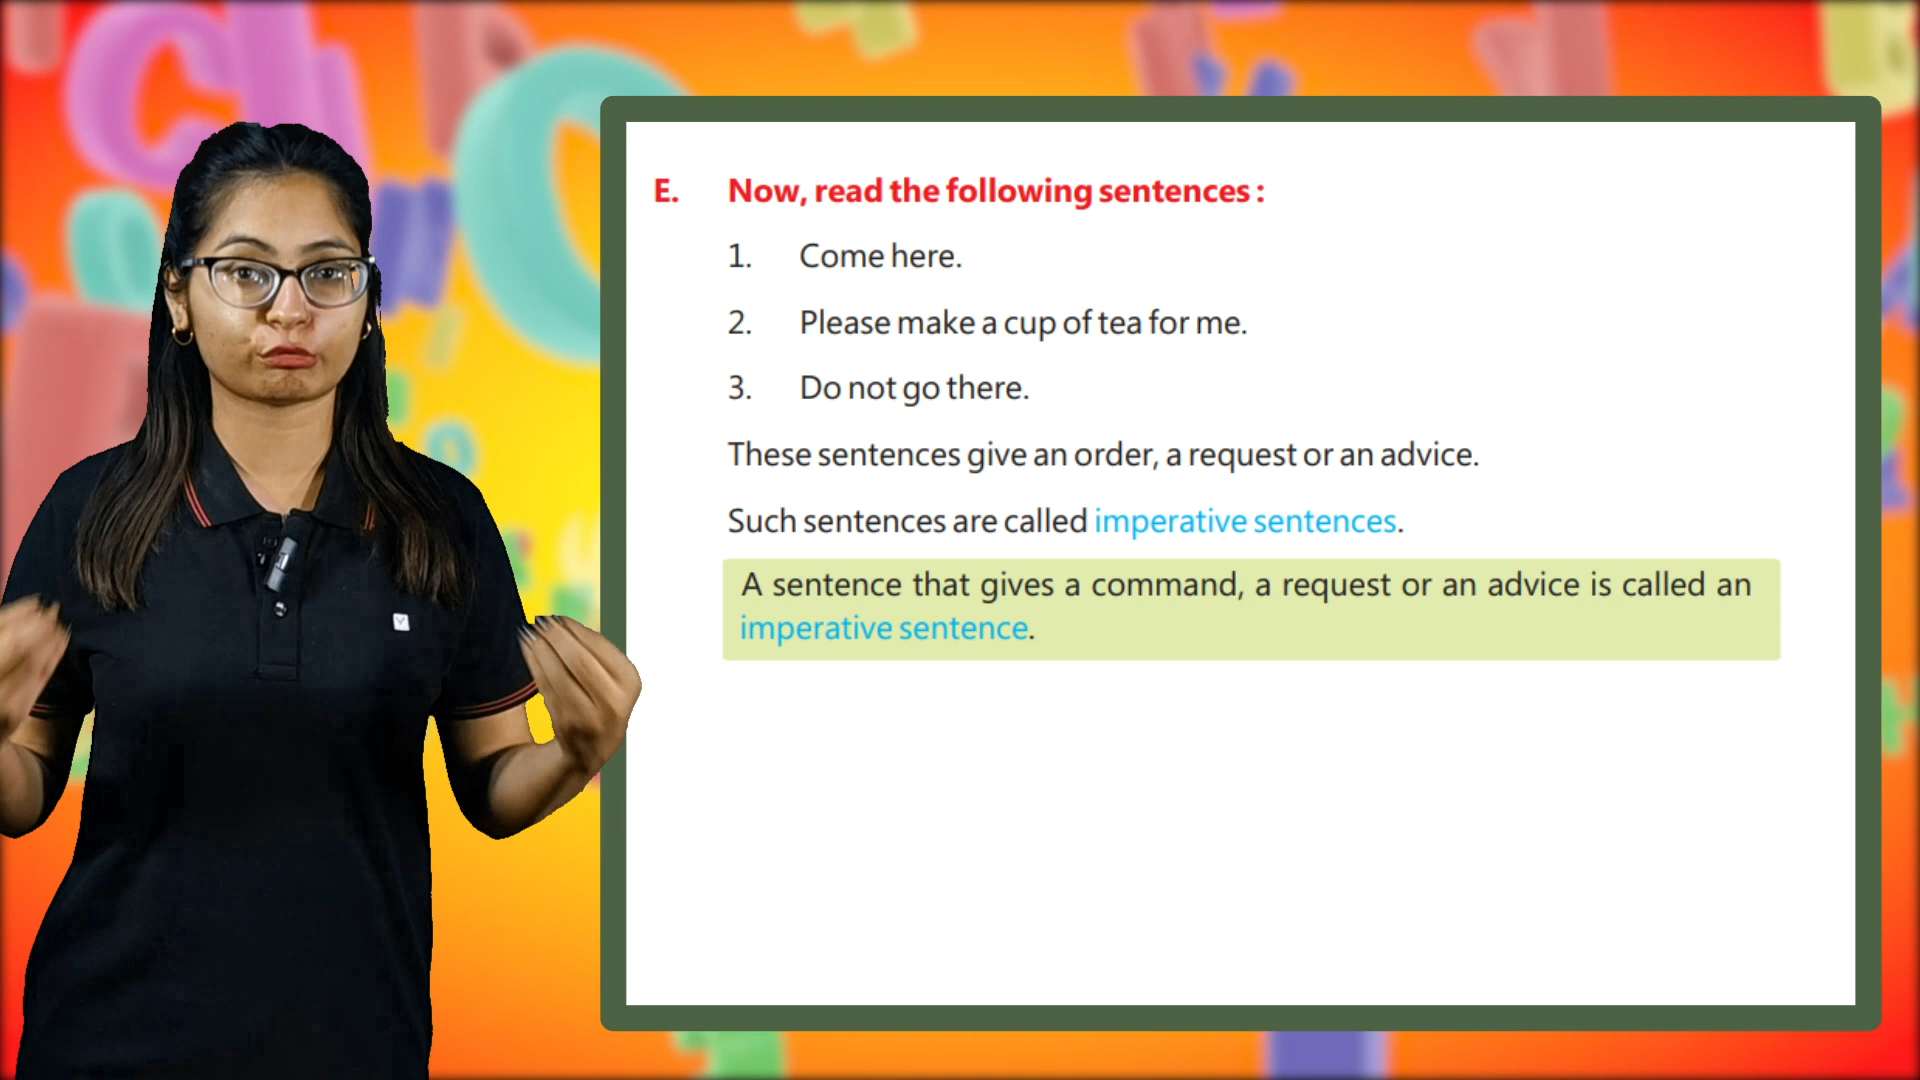 E. Now, read the following sentences :
1. Come here.
2. Please make a cup of tea for me.
3. Do not go there.
These sentences give an order, a request or an advice.
Such sentences are called imperative sentences.
A sentence that gives a command, a request or an advice is called an
imperative sentence.